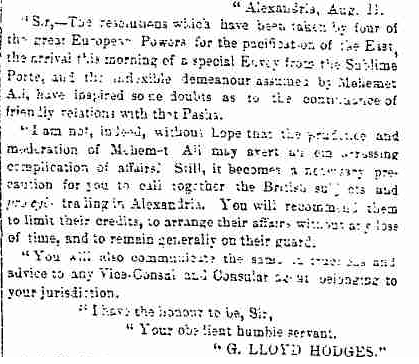 "Alexandria, Aug. 11.
"Sir,—The resolutions which have been taken by four of
the great European Powers for the pacification of the East,
the arrival this morning of a special Envoy from the Sublime
Porte, and the inflexible demeanour assumed by Mehemet
Ali, have inspired some doubts as to the continuance of
friendly relations with that Pasha.
"I am not, indeed, without hope that the prudence and
moderation of Mehemet Ali may avert an
complication of affairs. Still, it becomes a necessary pre-
caution for you to call together the British subjects and
trading in Alexandria. You will recommend them
to limit their credits, to arrange their affairs without any loss
of time, and to remain generally on their guard.
"You will also communicate the same instructions and
advice to any Vice-Consul and Consular agent belonging to
your jurisdiction.
"I have the honour to be, Sir,
"Your obedient humble servant,
"G. LLOYD HODGES."